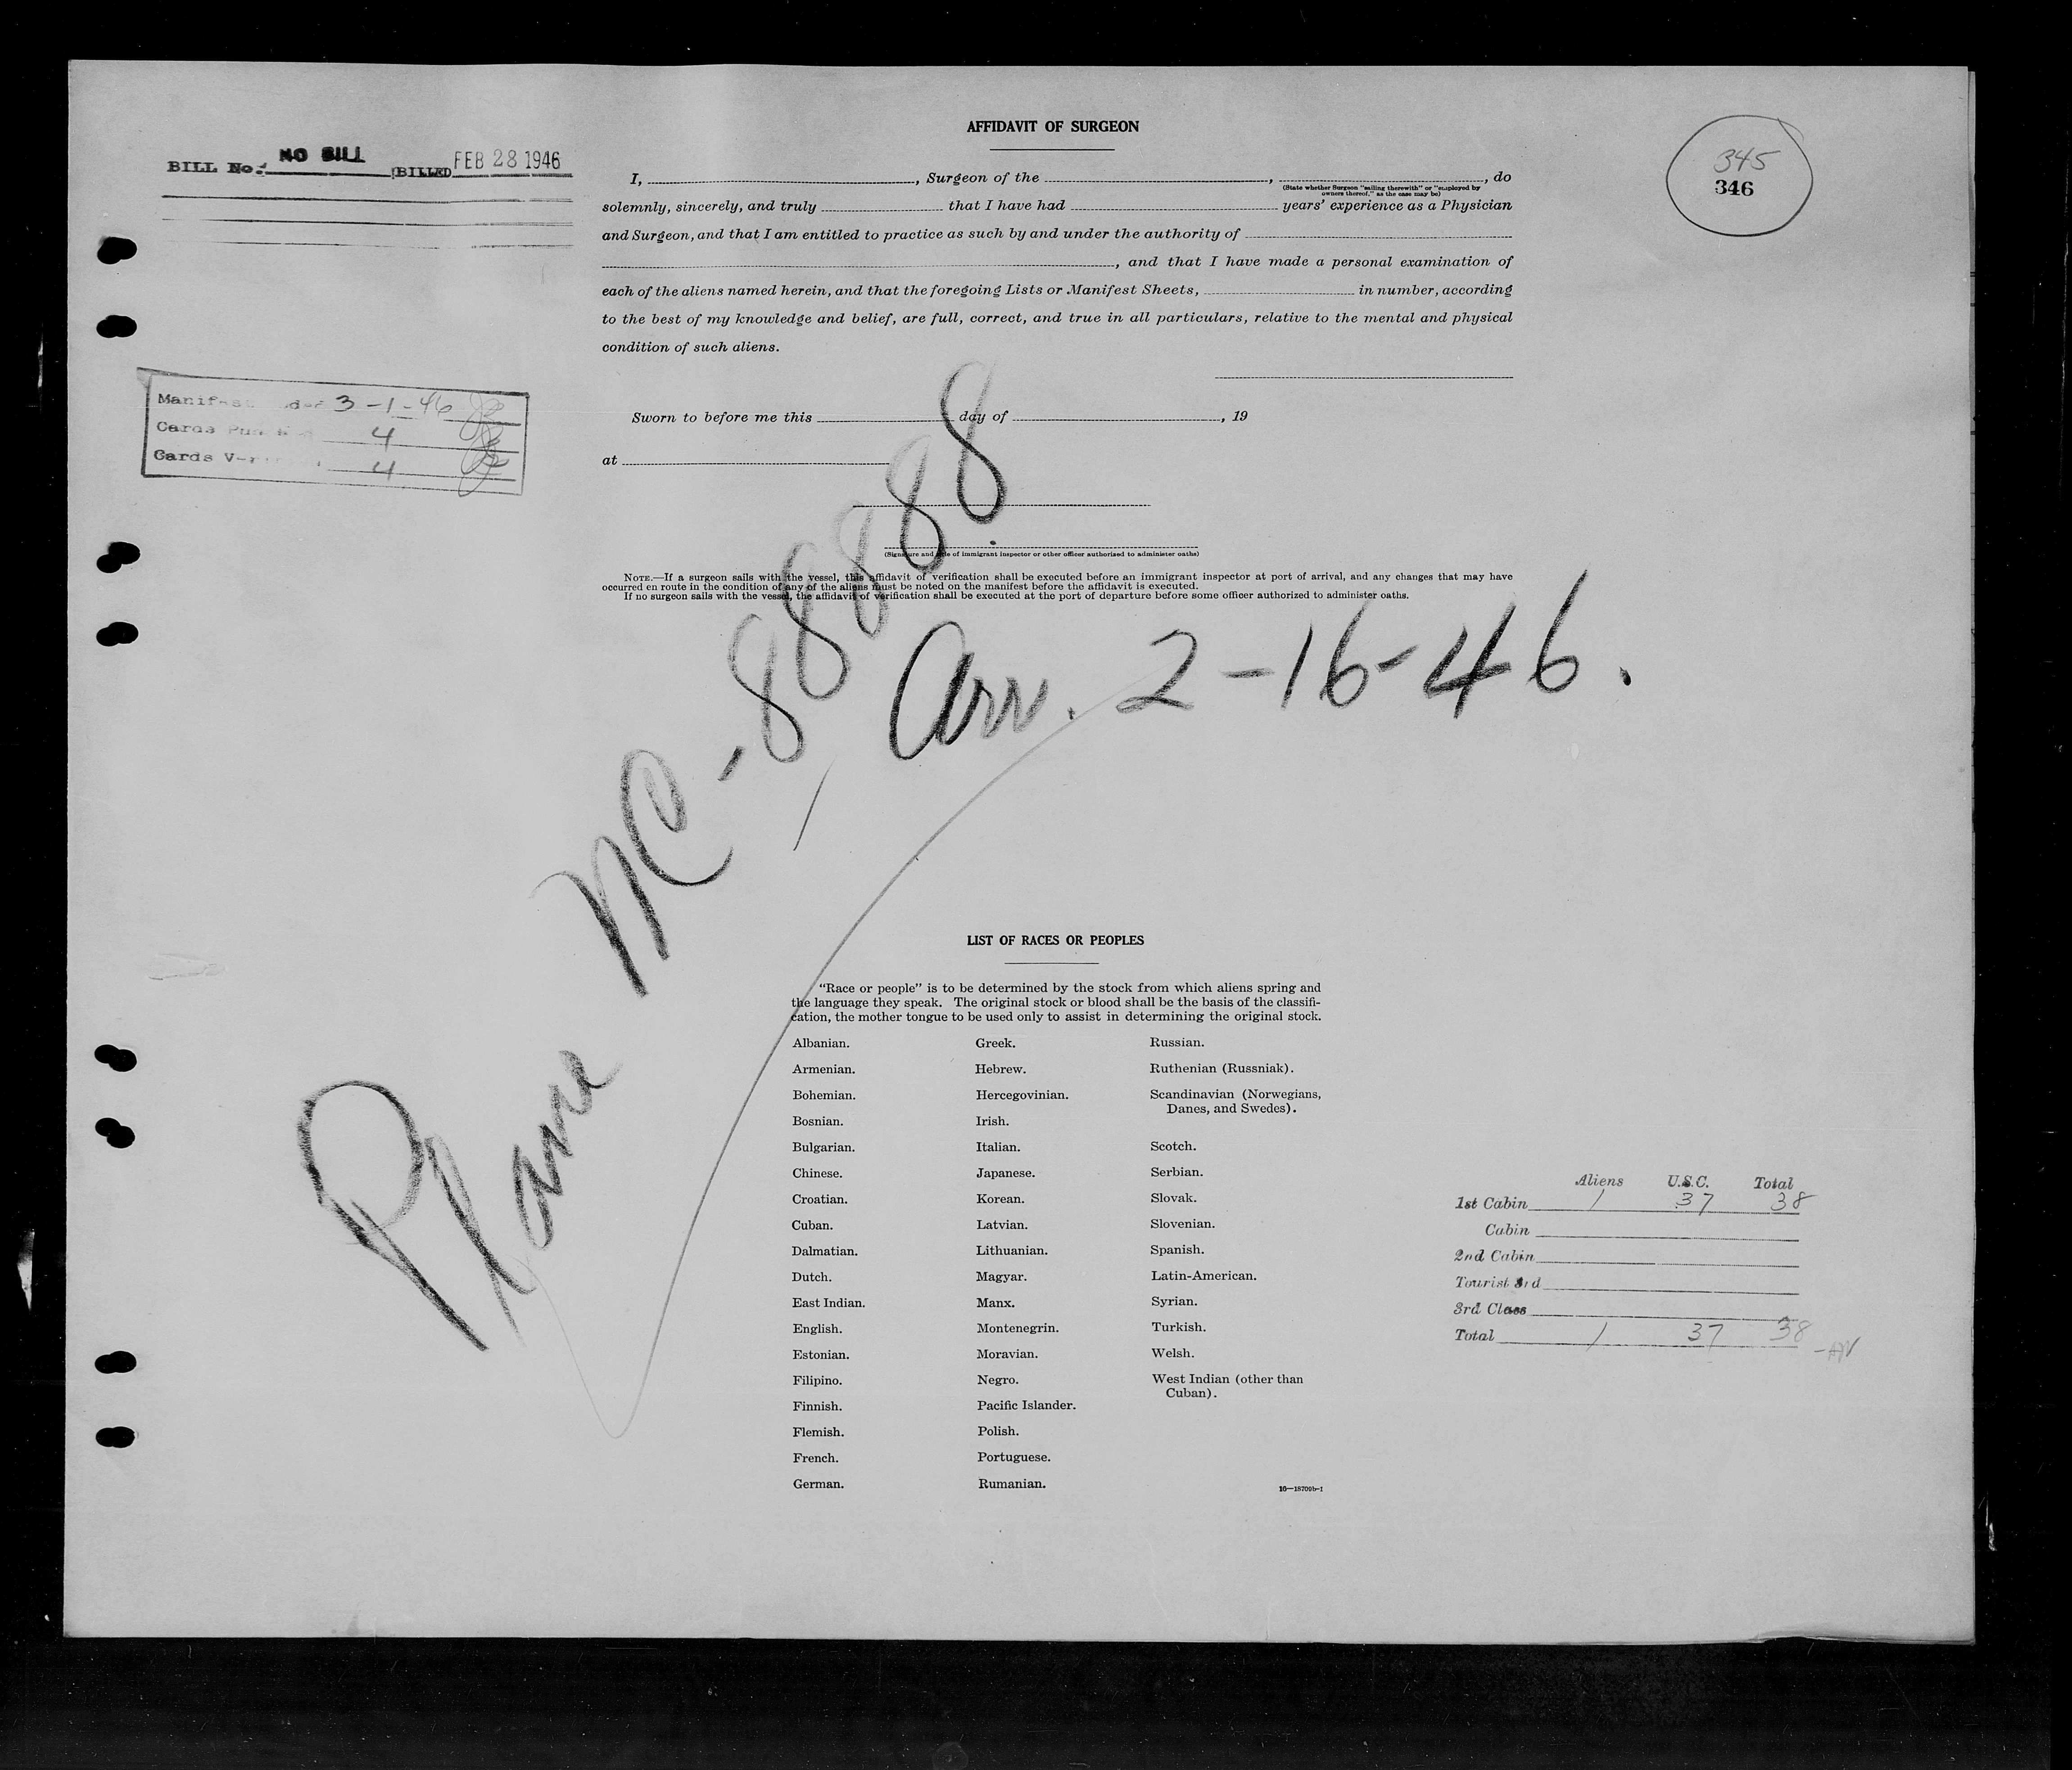 AFFIDAVIT OF SURGEON
BILL No. NO BILL BILLED FEB 28 1946
345
346
I, , Surgeon of the , , do
(State whether Surgeon "sailing therewith" or "employed by
owners thereof," as the case may be)
solemnly, sincerely, and truly that I have had years' experience as a Physician
and Surgeon, and that I am entitled to practice as such by and under the authority of
, and that I have made a personal examination of
each of the aliens named herein, and that the foregoing Lists or Manifest Sheets, in number, according
to the best of my knowledge and belief, are full, correct, and true in all particulars, relative to the mental and physical
condition of such aliens.
Manifest 3-1-46
Cards 4
Cards 4
Sworn to before me this day of , 19
at
(Signature and title of immigrant inspector or other officer authorized to administer oaths)
NOTE.—If a surgeon sails with the vessel, this affidavit of verification shall be executed before an immigrant inspector at port of arrival, and any changes that may have
occurred en route in the condition of any of the aliens must be noted on the manifest before the affidavit is executed.
If no surgeon sails with the vessel, the affidavit of verification shall be executed at the port of departure before some officer authorized to administer oaths.
Plane NC-88888
Arr. 2-16-46.
LIST OF RACES OR PEOPLES
"Race or people" is to be determined by the stock from which aliens spring and
the language they speak. The original stock or blood shall be the basis of the classifi-
cation, the mother tongue to be used only to assist in determining the original stock.
Albanian.
Armenian.
Bohemian.
Bosnian.
Bulgarian.
Chinese.
Croatian.
Cuban.
Dalmatian.
Dutch.
East Indian.
English.
Estonian.
Filipino.
Finnish.
Flemish.
French.
German.
Greek.
Hebrew.
Hercegovinian.
Irish.
Italian.
Japanese.
Korean.
Latvian.
Lithuanian.
Magyar.
Manx.
Montenegrin.
Moravian.
Negro.
Pacific Islander.
Polish.
Portuguese.
Rumanian.
Russian.
Ruthenian (Russniak).
Scandinavian (Norwegians,
Danes, and Swedes).
Scotch.
Serbian.
Slovak.
Slovenian.
Spanish.
Latin-American.
Syrian.
Turkish.
Welsh.
West Indian (other than
Cuban).
16—18700b-1
Aliens U.S.C. Total
1st Cabin 1 37 38
Cabin
2nd Cabin
Tourist 3rd
3rd Class
Total 1 37 38